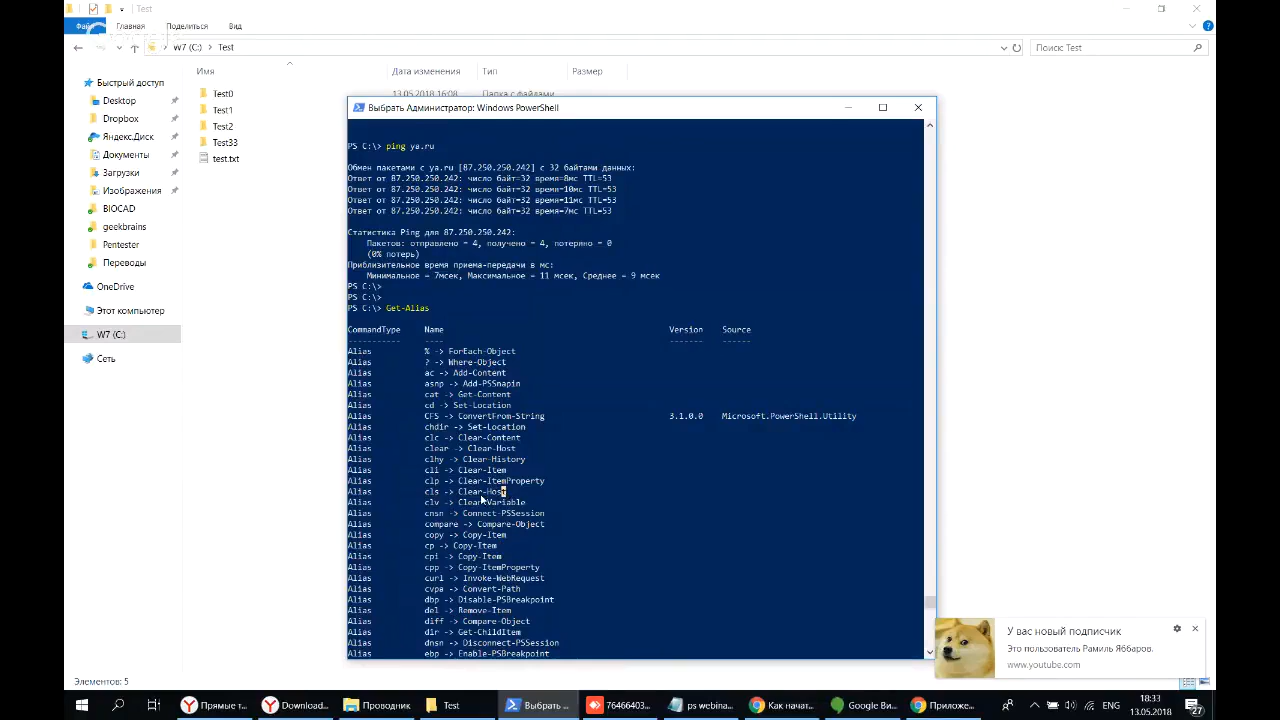 Test
Файл Главная Поделиться Вид
W7 (C:) > Test
Поиск: Test
Имя Дата изменения Тип Размер
Быстрый доступ
Desktop
Dropbox
Яндекс.Диск
Документы
Загрузки
Изображения
BIOCAD
geekbrains
Pentester
Переводы
OneDrive
Этот компьютер
W7 (C:)
Сеть
Test0 13.05.2018 16:08 Папка с файлами
Test1
Test2
Test33
test.txt
Выбрать Администратор: Windows PowerShell
PS C:\> ping ya.ru
Обмен пакетами с ya.ru [87.250.250.242] с 32 байтами данных:
Ответ от 87.250.250.242: число байт=32 время=8мс TTL=53
Ответ от 87.250.250.242: число байт=32 время=10мс TTL=53
Ответ от 87.250.250.242: число байт=32 время=11мс TTL=53
Ответ от 87.250.250.242: число байт=32 время=7мс TTL=53
Статистика Ping для 87.250.250.242:
Пакетов: отправлено = 4, получено = 4, потеряно = 0
(0% потерь)
Приблизительное время приема-передачи в мс:
Минимальное = 7мсек, Максимальное = 11 мсек, Среднее = 9 мсек
PS C:\>
PS C:\>
PS C:\> Get-Alias
CommandType Name Version Source
----------- ---- ------- ------
Alias % -> ForEach-Object
Alias ? -> Where-Object
Alias ac -> Add-Content
Alias asnp -> Add-PSSnapin
Alias cat -> Get-Content
Alias cd -> Set-Location
Alias CFS -> ConvertFrom-String 3.1.0.0 Microsoft.PowerShell.Utility
Alias chdir -> Set-Location
Alias clc -> Clear-Content
Alias clear -> Clear-Host
Alias clhy -> Clear-History
Alias cli -> Clear-Item
Alias clp -> Clear-ItemProperty
Alias cls -> Clear-Host
Alias clv -> Clear-Variable
Alias cnsn -> Connect-PSSession
Alias compare -> Compare-Object
Alias copy -> Copy-Item
Alias cp -> Copy-Item
Alias cpi -> Copy-Item
Alias cpp -> Copy-ItemProperty
Alias curl -> Invoke-WebRequest
Alias cvpa -> Convert-Path
Alias dbp -> Disable-PSBreakpoint
Alias del -> Remove-Item
Alias diff -> Compare-Object
Alias dir -> Get-ChildItem
Alias dnsn -> Disconnect-PSSession
Alias ebp -> Enable-PSBreakpoint
У вас новый подписчик
Это пользователь Рамиль Яббаров.
www.youtube.com
Элементов: 5
Прямые т... Download... Проводник Test Выбрать ... 76466403... ps webina... Как начат... Google Ви... Приложе... ENG 18:33
13.05.2018 27